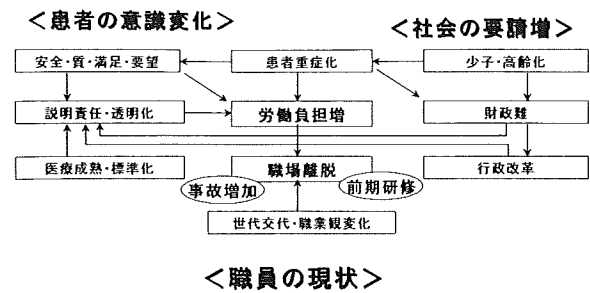 ＜患者の意識変化＞
＜社会の要請増＞
安全・質・満足・要望
患者重症化
少子・高齢化
説明責任・透明化
労働負担増
財政難
医療成熟・標準化
職場離脱
行政改革
事故増加
前期研修
世代交代・職業観変化
＜職員の現状＞